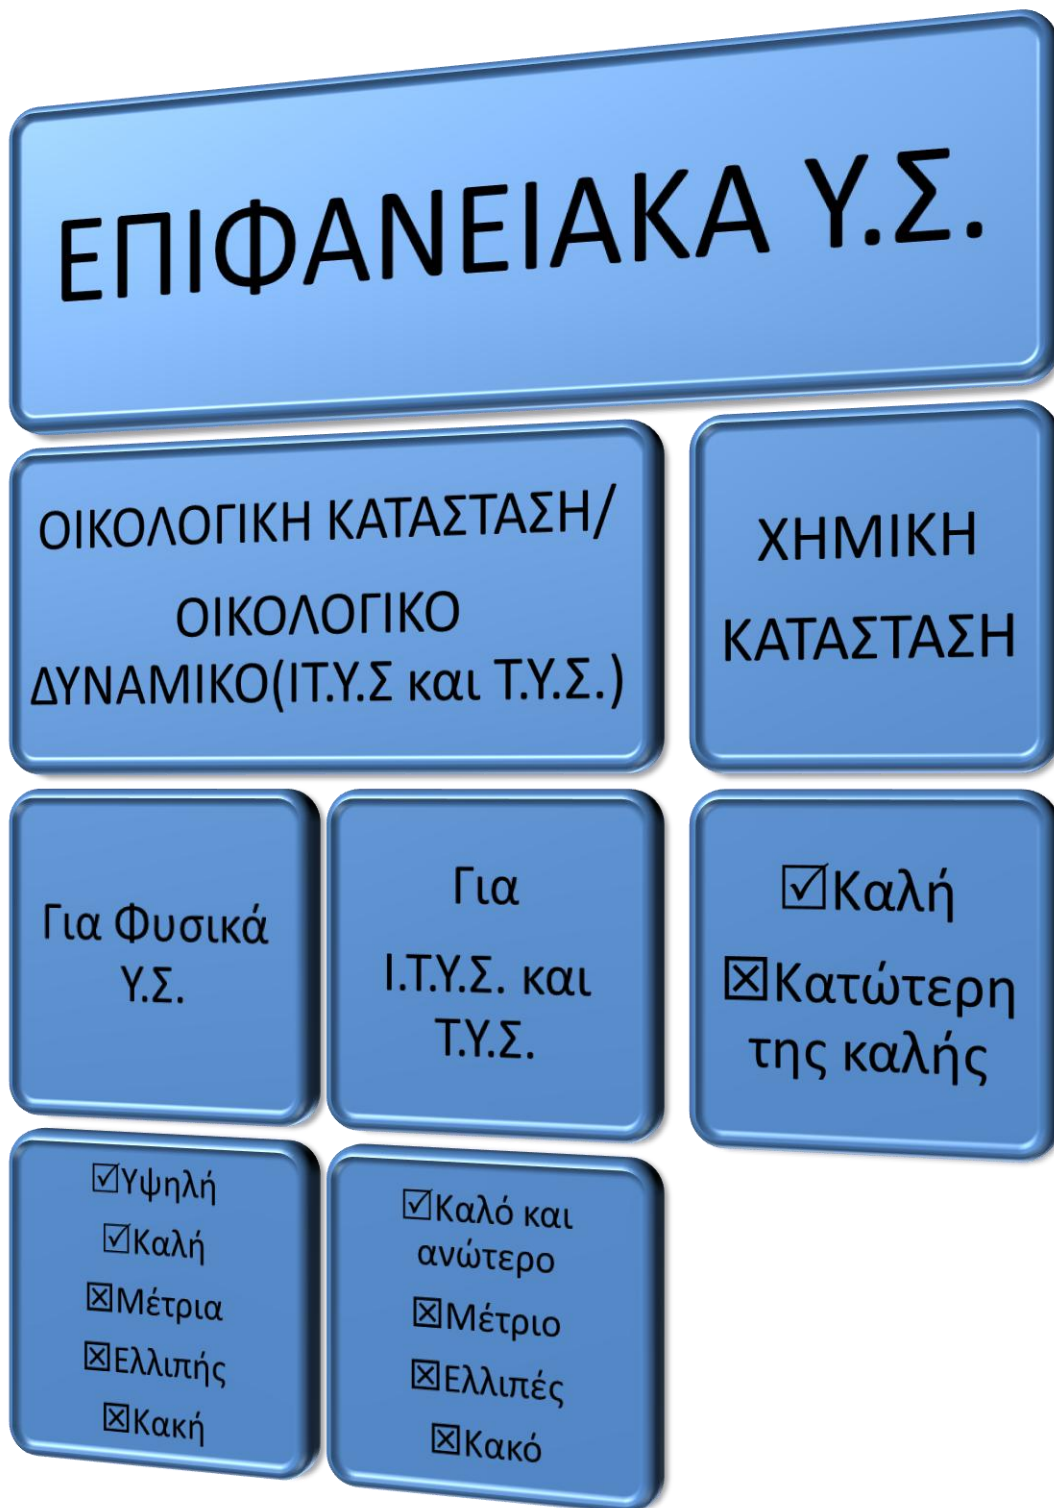 ΕΠΙΦΑΝΕΙΑΚΑ Υ.Σ.
ΟΙΚΟΛΟΓΙΚΗ ΚΑΤΑΣΤΑΣΗ/
ΟΙΚΟΛΟΓΙΚΟ
ΔΥΝΑΜΙΚΟ(ΙΤ.Υ.Σ και Τ.Υ.Σ.)
ΧΗΜΙΚΗ
ΚΑΤΑΣΤΑΣΗ
Για Φυσικά
Υ.Σ.
Για
Ι.Τ.Υ.Σ. και
Τ.Υ.Σ.
☑Καλή
☒Κατώτερη
της καλής
☑Υψηλή
☑Καλή
☒Μέτρια
☒Ελλιπής
☒Κακή
☑Καλό και
ανώτερο
☒Μέτριο
☒Ελλιπές
☒Κακό